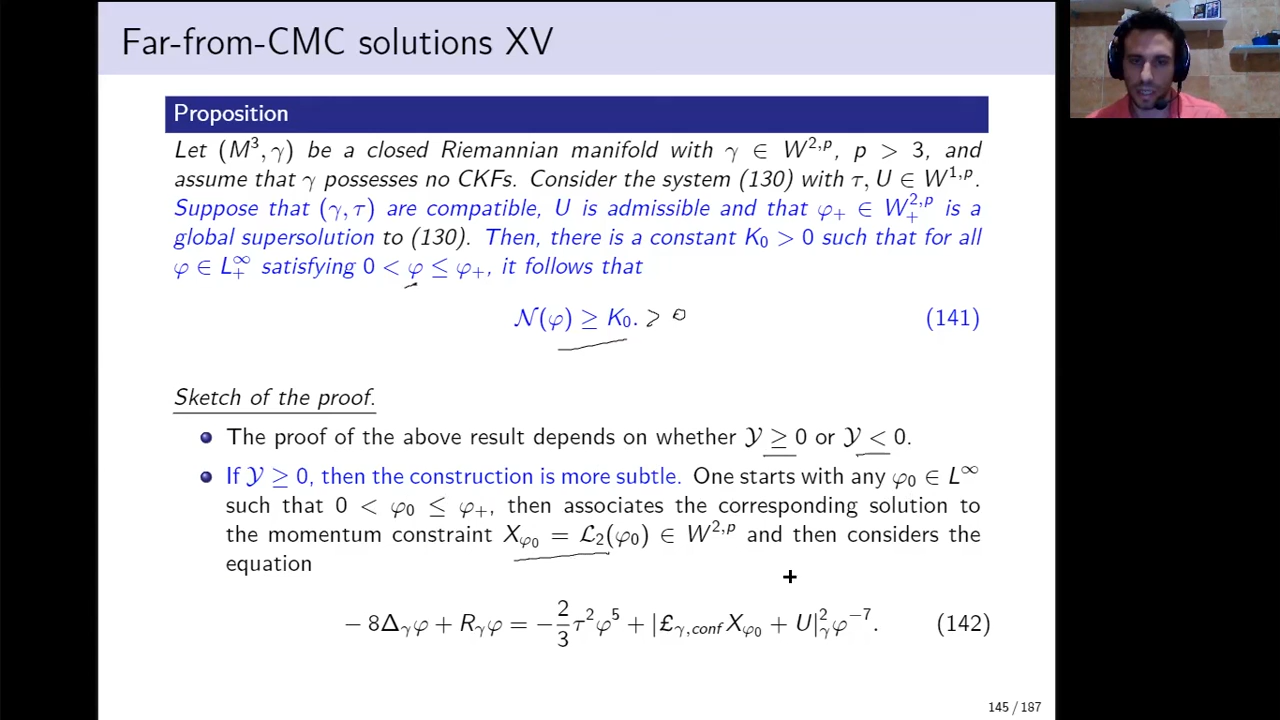 Far-from-CMC solutions XV
Proposition
Let (M³, γ) be a closed Riemannian manifold with γ ∈ W^{2,p}, p > 3, and
assume that γ possesses no CKFs. Consider the system (130) with τ, U ∈ W^{1,p}.
Suppose that (γ, τ) are compatible, U is admissible and that φ₊ ∈ W₊^{2,p} is a
global supersolution to (130). Then, there is a constant K₀ > 0 such that for all
φ ∈ L₊^∞ satisfying 0 < φ ≤ φ₊, it follows that
𝒩(φ) ≥ K₀. > 0 (141)
Sketch of the proof.
The proof of the above result depends on whether 𝒴 ≥ 0 or 𝒴 < 0.
If 𝒴 ≥ 0, then the construction is more subtle. One starts with any φ₀ ∈ L^∞
such that 0 < φ₀ ≤ φ₊, then associates the corresponding solution to
the momentum constraint X_{φ₀} = ℒ₂(φ₀) ∈ W^{2,p} and then considers the
equation
− 8Δ_γφ + R_γφ = −2/3 τ²φ⁵ + |£_{γ,conf}X_{φ₀} + U|²_γφ^{−7}. (142)
145 / 187